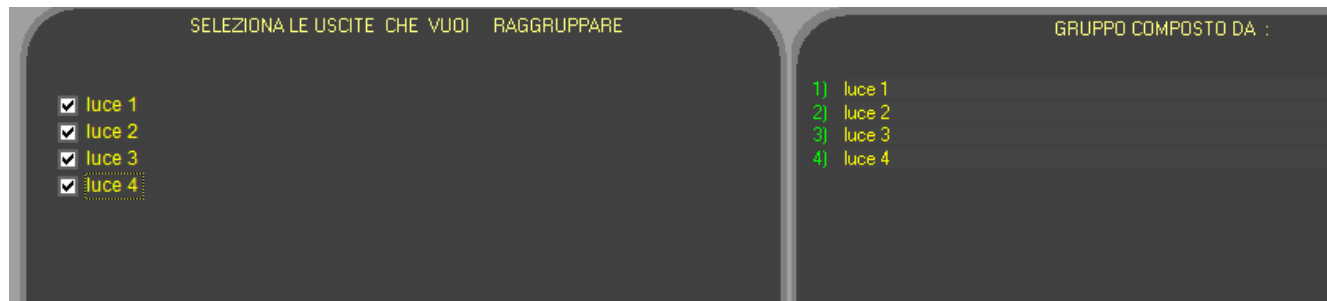 SELEZIONA LE USCITE CHE VUOI RAGGRUPPARE
luce 1
luce 2
luce 3
luce 4
GRUPPO COMPOSTO DA :
1) luce 1
2) luce 2
3) luce 3
4) luce 4